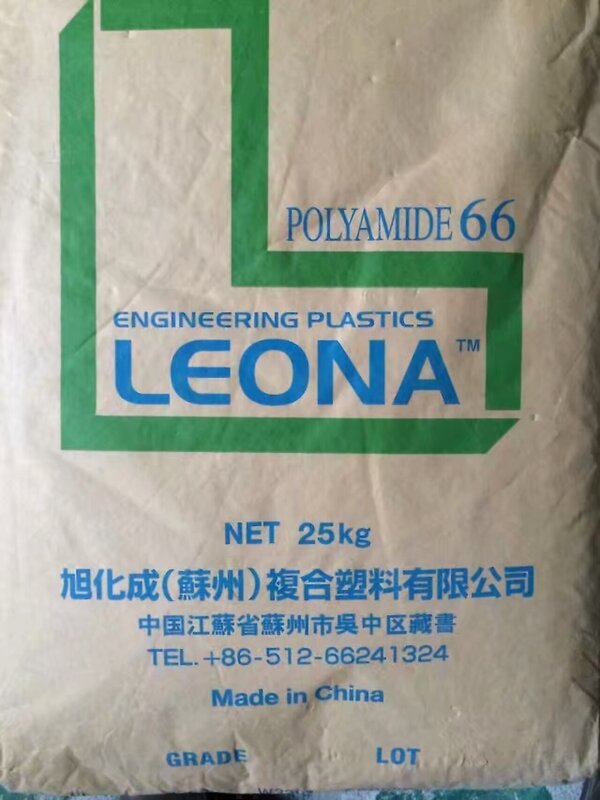 POLYAMIDE 66
ENGINEERING PLASTICS
LEONA™
NET 25kg
旭化成(蘇州)複合塑料有限公司
中国江蘇省蘇州市吳中区藏書
TEL.+86-512-66241324
Made in China
GRADE LOT